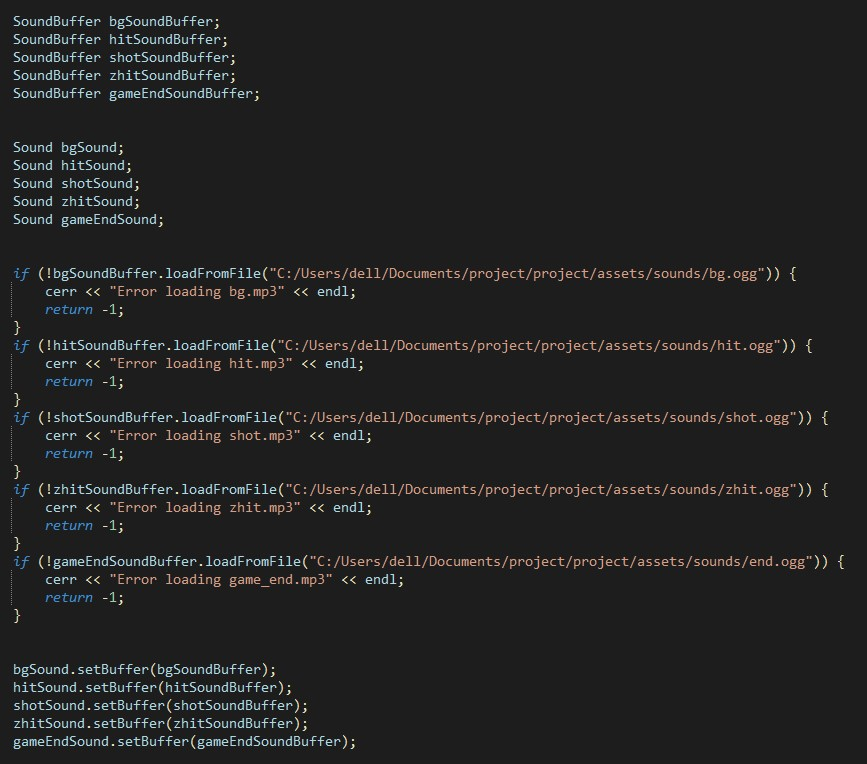 SoundBuffer bgSoundBuffer;
SoundBuffer hitSoundBuffer;
SoundBuffer shotSoundBuffer;
SoundBuffer zhitSoundBuffer;
SoundBuffer gameEndSoundBuffer;
Sound bgSound;
Sound hitSound;
Sound shotSound;
Sound zhitSound;
Sound gameEndSound;
if (!bgSoundBuffer.loadFromFile("C:/Users/dell/Documents/project/project/assets/sounds/bg.ogg")) {
    cerr << "Error loading bg.mp3" << endl;
    return -1;
}
if (!hitSoundBuffer.loadFromFile("C:/Users/dell/Documents/project/project/assets/sounds/hit.ogg")) {
    cerr << "Error loading hit.mp3" << endl;
    return -1;
}
if (!shotSoundBuffer.loadFromFile("C:/Users/dell/Documents/project/project/assets/sounds/shot.ogg")) {
    cerr << "Error loading shot.mp3" << endl;
    return -1;
}
if (!zhitSoundBuffer.loadFromFile("C:/Users/dell/Documents/project/project/assets/sounds/zhit.ogg")) {
    cerr << "Error loading zhit.mp3" << endl;
    return -1;
}
if (!gameEndSoundBuffer.loadFromFile("C:/Users/dell/Documents/project/project/assets/sounds/end.ogg")) {
    cerr << "Error loading game_end.mp3" << endl;
    return -1;
}
bgSound.setBuffer(bgSoundBuffer);
hitSound.setBuffer(hitSoundBuffer);
shotSound.setBuffer(shotSoundBuffer);
zhitSound.setBuffer(zhitSoundBuffer);
gameEndSound.setBuffer(gameEndSoundBuffer);